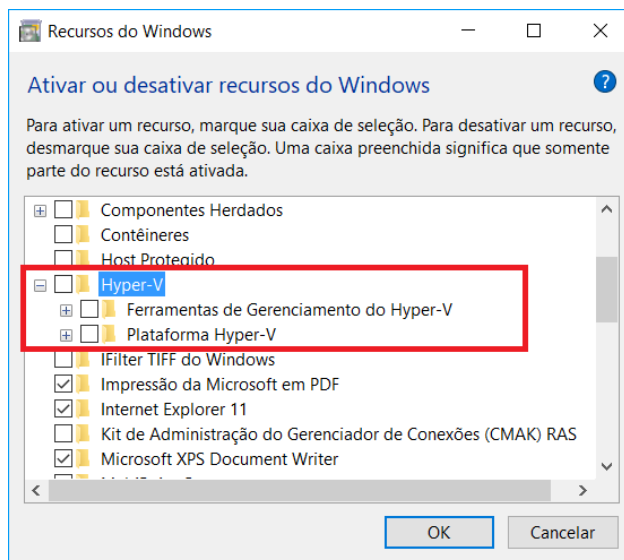 Recursos do Windows
Ativar ou desativar recursos do Windows
?
Para ativar um recurso, marque sua caixa de seleção. Para desativar um recurso,
desmarque sua caixa de seleção. Uma caixa preenchida significa que somente
parte do recurso está ativada.
Componentes Herdados
Contêineres
Host Protegido
Hyper-V
Ferramentas de Gerenciamento do Hyper-V
Plataforma Hyper-V
IFilter TIFF do Windows
Impressão da Microsoft em PDF
Internet Explorer 11
Kit de Administração do Gerenciador de Conexões (CMAK) RAS
Microsoft XPS Document Writer
OK
Cancelar